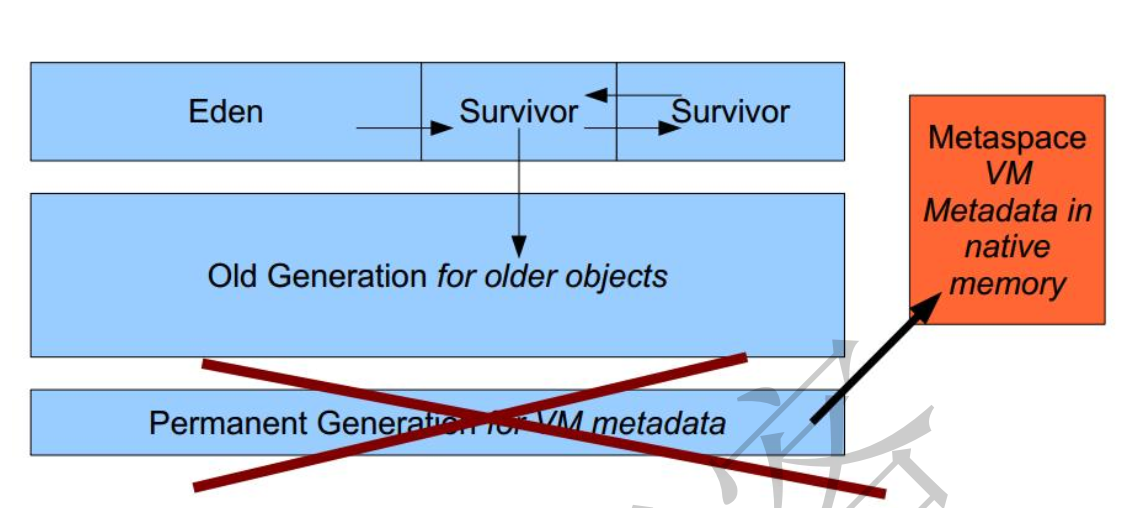 Eden
Survivor
Survivor
Metaspace
VM
Metadata in
native
memory
Old Generation for older objects
Permanent Generation for VM metadata